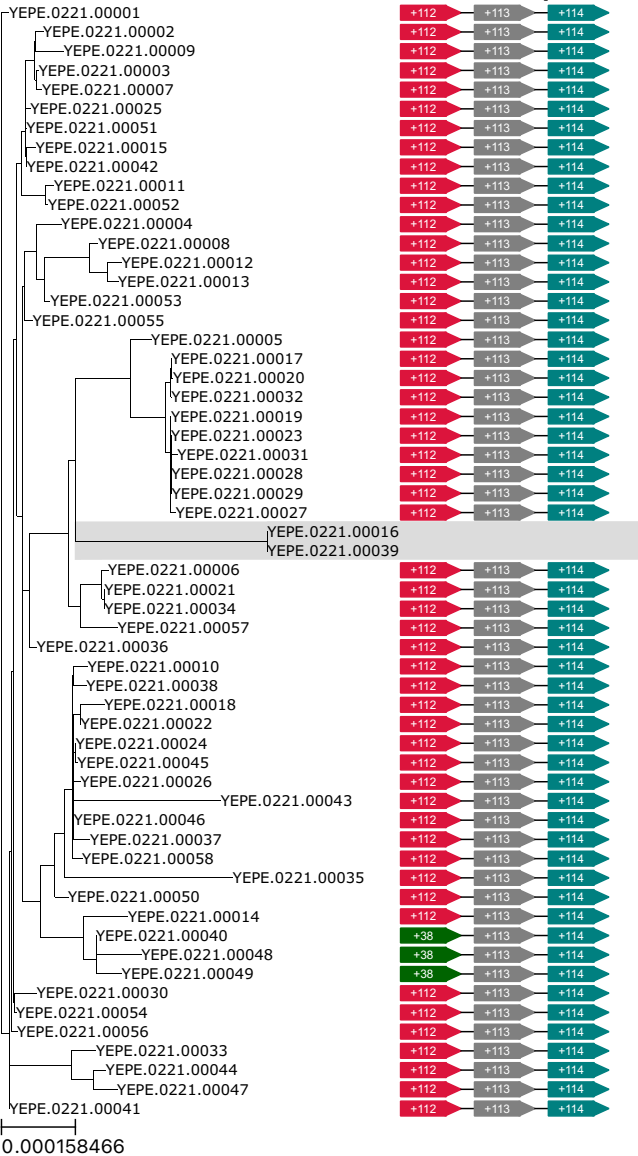 YEPE.0221.00001 +112 +113 +114
YEPE.0221.00002 +112 +113 +114
YEPE.0221.00009 +112 +113 +114
YEPE.0221.00003 +112 +113 +114
YEPE.0221.00007 +112 +113 +114
YEPE.0221.00025 +112 +113 +114
YEPE.0221.00051 +112 +113 +114
YEPE.0221.00015 +112 +113 +114
YEPE.0221.00042 +112 +113 +114
YEPE.0221.00011 +112 +113 +114
YEPE.0221.00052 +112 +113 +114
YEPE.0221.00004 +112 +113 +114
YEPE.0221.00008 +112 +113 +114
YEPE.0221.00012 +112 +113 +114
YEPE.0221.00013 +112 +113 +114
YEPE.0221.00053 +112 +113 +114
YEPE.0221.00055 +112 +113 +114
YEPE.0221.00005 +112 +113 +114
YEPE.0221.00017 +112 +113 +114
YEPE.0221.00020 +112 +113 +114
YEPE.0221.00032 +112 +113 +114
YEPE.0221.00019 +112 +113 +114
YEPE.0221.00023 +112 +113 +114
YEPE.0221.00031 +112 +113 +114
YEPE.0221.00028 +112 +113 +114
YEPE.0221.00029 +112 +113 +114
YEPE.0221.00027 +112 +113 +114
YEPE.0221.00016
YEPE.0221.00039
YEPE.0221.00006 +112 +113 +114
YEPE.0221.00021 +112 +113 +114
YEPE.0221.00034 +112 +113 +114
YEPE.0221.00057 +112 +113 +114
YEPE.0221.00036 +112 +113 +114
YEPE.0221.00010 +112 +113 +114
YEPE.0221.00038 +112 +113 +114
YEPE.0221.00018 +112 +113 +114
YEPE.0221.00022 +112 +113 +114
YEPE.0221.00024 +112 +113 +114
YEPE.0221.00045 +112 +113 +114
YEPE.0221.00026 +112 +113 +114
YEPE.0221.00043 +112 +113 +114
YEPE.0221.00046 +112 +113 +114
YEPE.0221.00037 +112 +113 +114
YEPE.0221.00058 +112 +113 +114
YEPE.0221.00035 +112 +113 +114
YEPE.0221.00050 +112 +113 +114
YEPE.0221.00014 +112 +113 +114
YEPE.0221.00040 +38 +113 +114
YEPE.0221.00048 +38 +113 +114
YEPE.0221.00049 +38 +113 +114
YEPE.0221.00030 +112 +113 +114
YEPE.0221.00054 +112 +113 +114
YEPE.0221.00056 +112 +113 +114
YEPE.0221.00033 +112 +113 +114
YEPE.0221.00044 +112 +113 +114
YEPE.0221.00047 +112 +113 +114
YEPE.0221.00041 +112 +113 +114
0.000158466